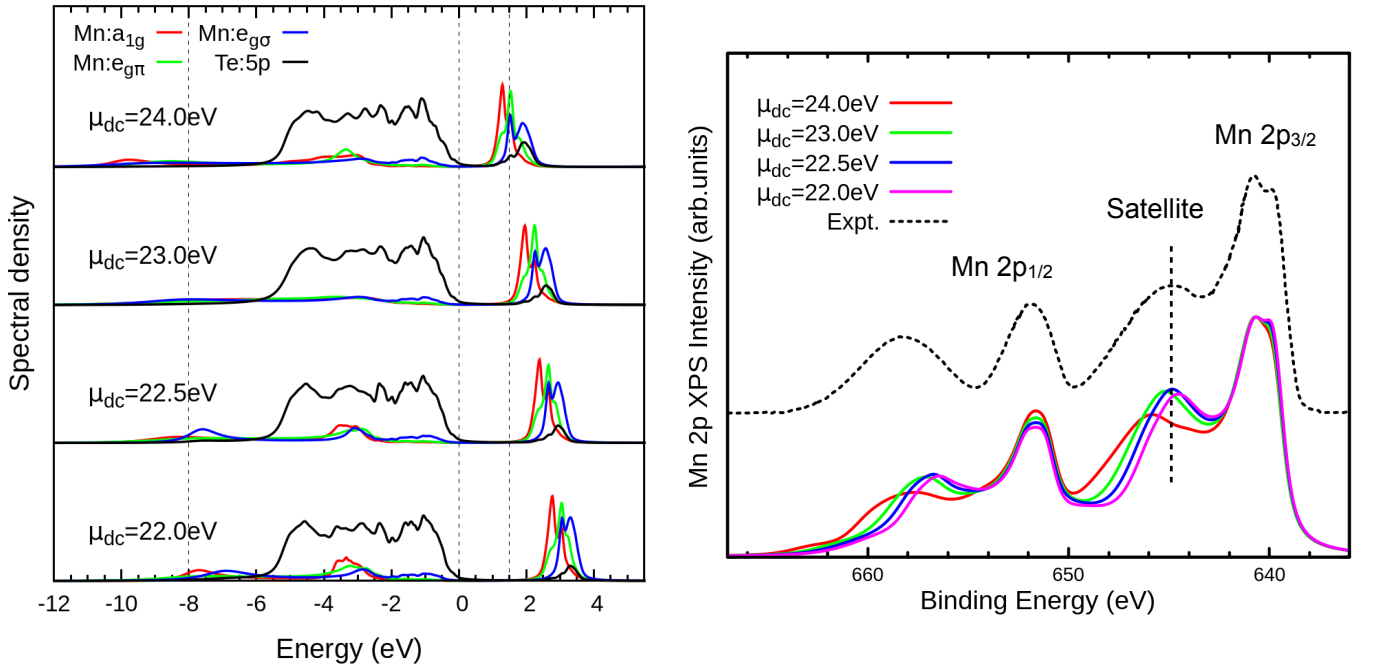 Mn:a1g Mn:egσ
Mn:egπ Te:5p
μdc=24.0eV
μdc=23.0eV
μdc=22.5eV
μdc=22.0eV
-12 -10 -8 -6 -4 -2 0 2 4
Energy (eV)
Spectral density
μdc=24.0eV
μdc=23.0eV
μdc=22.5eV
μdc=22.0eV
Expt.
Mn 2p3/2
Satellite
Mn 2p1/2
660 650 640
Binding Energy (eV)
Mn 2p XPS Intensity (arb.units)